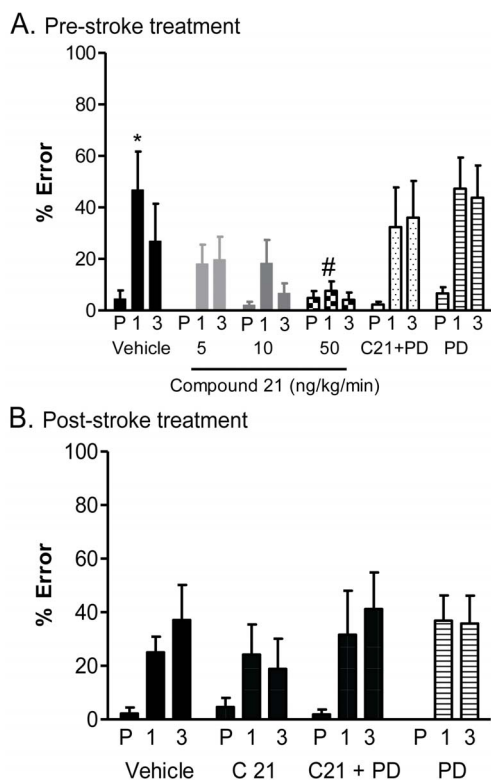 A. Pre-stroke treatment
100
80
60
40
20
0
% Error
*
#
P 1 3 P 1 3 P 1 3 P 1 3 P 1 3 P 1 3
Vehicle 5 10 50 C21+PD PD
Compound 21 (ng/kg/min)
B. Post-stroke treatment
100
80
60
40
20
0
% Error
P 1 3 P 1 3 P 1 3 P 1 3
Vehicle C 21 C21 + PD PD